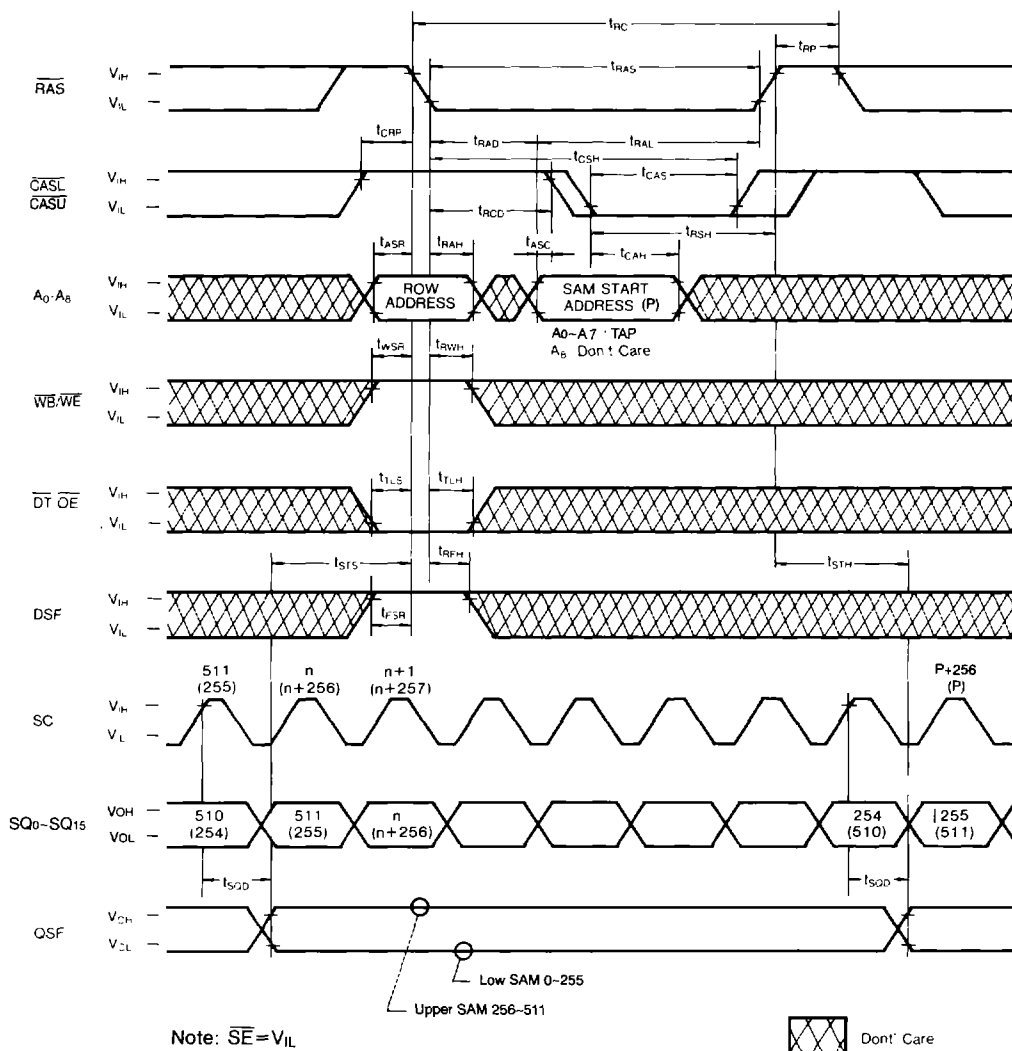 tRC
tRP
RAS
VIH
VIL
tRAS
tCRP
tRAD
tRAL
tCSH
CASL
CASU
VIH
VIL
tCAS
tRCD
tRSH
tASR
tRAH
tASC
tCAH
A0-A8
VIH
VIL
ROW
ADDRESS
SAM START
ADDRESS (P)
A0~A7 : TAP
A8 Don't Care
tWSR
tRWH
WB/WE
VIH
VIL
tTLS
tTLH
DT OE
VIH
VIL
tSTS
tRFH
tSTH
DSF
VIH
VIL
tFSR
511
(255)
n
(n+256)
n+1
(n+257)
P+256
(P)
SC
VIH
VIL
SQ0~SQ15
VOH
VOL
510
(254)
511
(255)
n
(n+256)
254
(510)
255
(511)
tSQD
tSQD
QSF
VOH
VOL
Low SAM 0~255
Upper SAM 256~511
Note: SE=VIL
Dont' Care